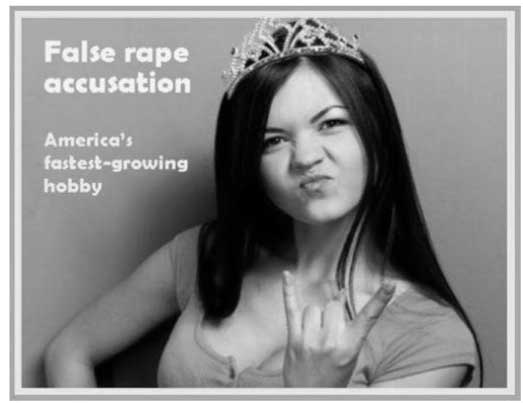 False rape
accusation
America's
fastest-growing
hobby